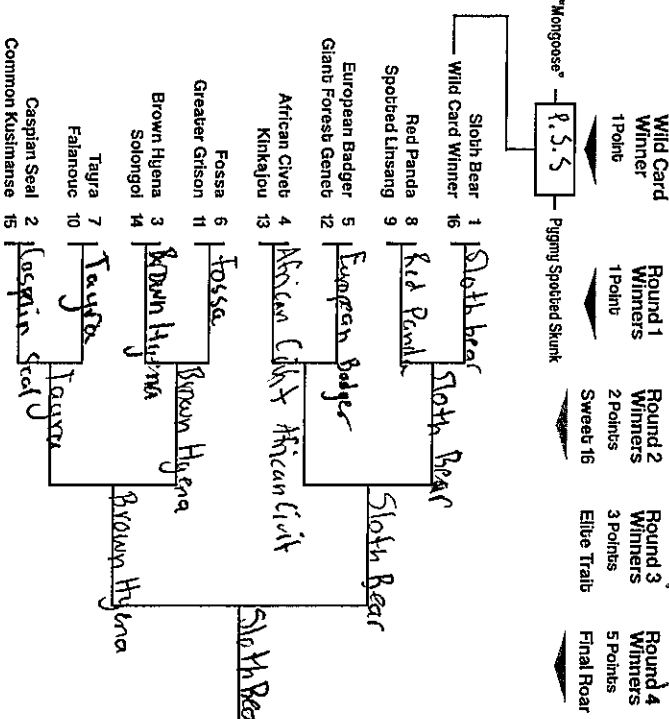 Wild Card
Winner
1 Point
Round 1
Winners
1 Point
Round 2
Winners
2 Points
Sweet 16
Round 3
Winners
3 Points
Elite Trait
Round 4
Winners
5 Points
Final Roar
"Mongoose"
P.S.S
Pygmy Spotted Skunk
Sloth Bear 1
Wild Card Winner 16
Red Panda 8
Spotted Linsang 9
European Badger 5
Giant Forest Genet 12
African Civet 4
Kinkajou 13
Fossa 6
Greater Grison 11
Brown Hyena 3
Solongoi 14
Tayra 7
Falanouc 10
Caspian Seal 2
Common Kusimanse 15
Sloth bear
Red Panda
European Badger
African Civit
Fossa
Brown Hyena
Tayra
Caspin Seal
Sloth Bear
African Civit
Brown Hyena
Tayra
Sloth Bear
Brown Hyena
Sloth Bea